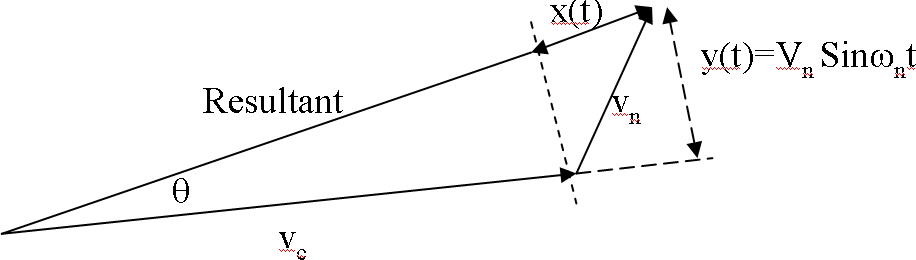 x(t)
y(t)=Vn Sinωnt
Resultant
vn
θ
vc